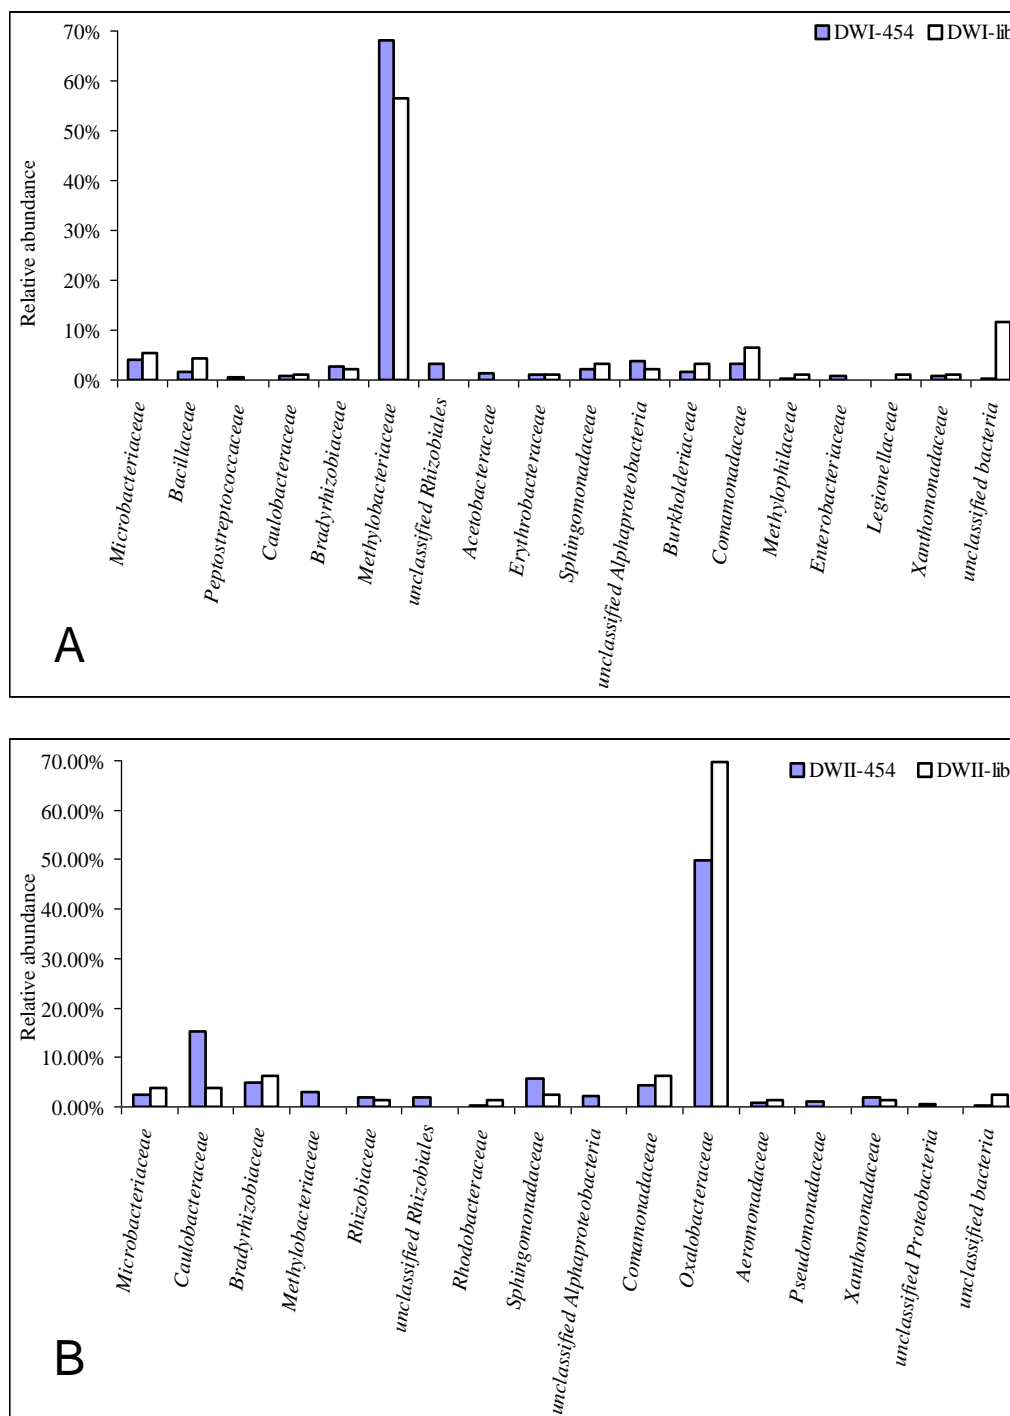 70%
DWI-454
DWI-lib
60%
50%
40%
30%
20%
10%
0%
Relative abundance
Microbacteriaceae
Bacillaceae
Peptostreptococcaceae
Caulobacteraceae
Bradyrhizobiaceae
Methylobacteriaceae
unclassified Rhizobiales
Acetobacteraceae
Erythrobacteraceae
Sphingomonadaceae
unclassified Alphaproteobacteria
Burkholderiaceae
Comamonadaceae
Methylophilaceae
Enterobacteriaceae
Legionellaceae
Xanthomonadaceae
unclassified bacteria
A
70.00%
DWII-454
DWII-lib
60.00%
50.00%
40.00%
30.00%
20.00%
10.00%
0.00%
Relative abundance
Microbacteriaceae
Caulobacteraceae
Bradyrhizobiaceae
Methylobacteriaceae
Rhizobiaceae
unclassified Rhizobiales
Rhodobacteraceae
Sphingomonadaceae
unclassified Alphaproteobacteria
Comamonadaceae
Oxalobacteraceae
Aeromonadaceae
Pseudomonadaceae
Xanthomonadaceae
unclassified Proteobacteria
unclassified bacteria
B